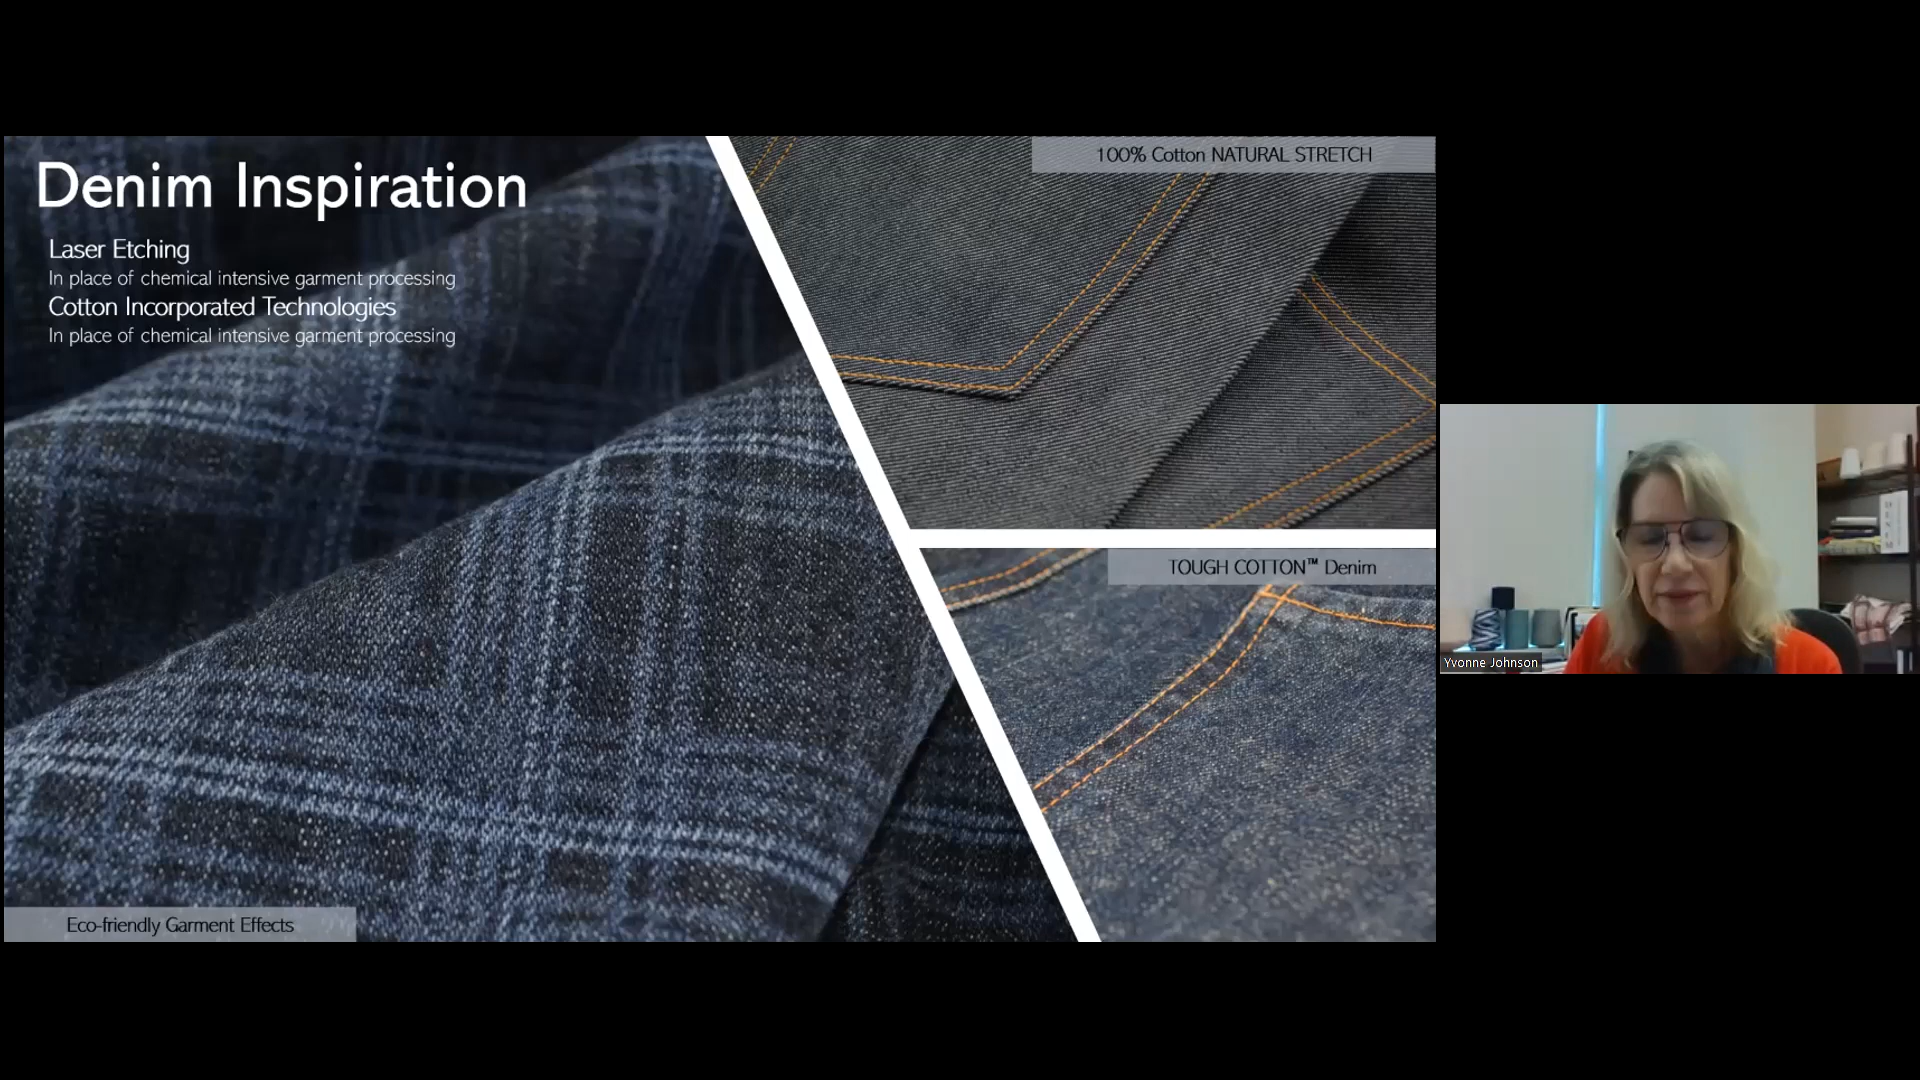 Denim Inspiration
Laser Etching
In place of chemical intensive garment processing
Cotton Incorporated Technologies
In place of chemical intensive garment processing
Eco-friendly Garment Effects
100% Cotton NATURAL STRETCH
TOUGH COTTON™ Denim
Yvonne Johnson
DENIM